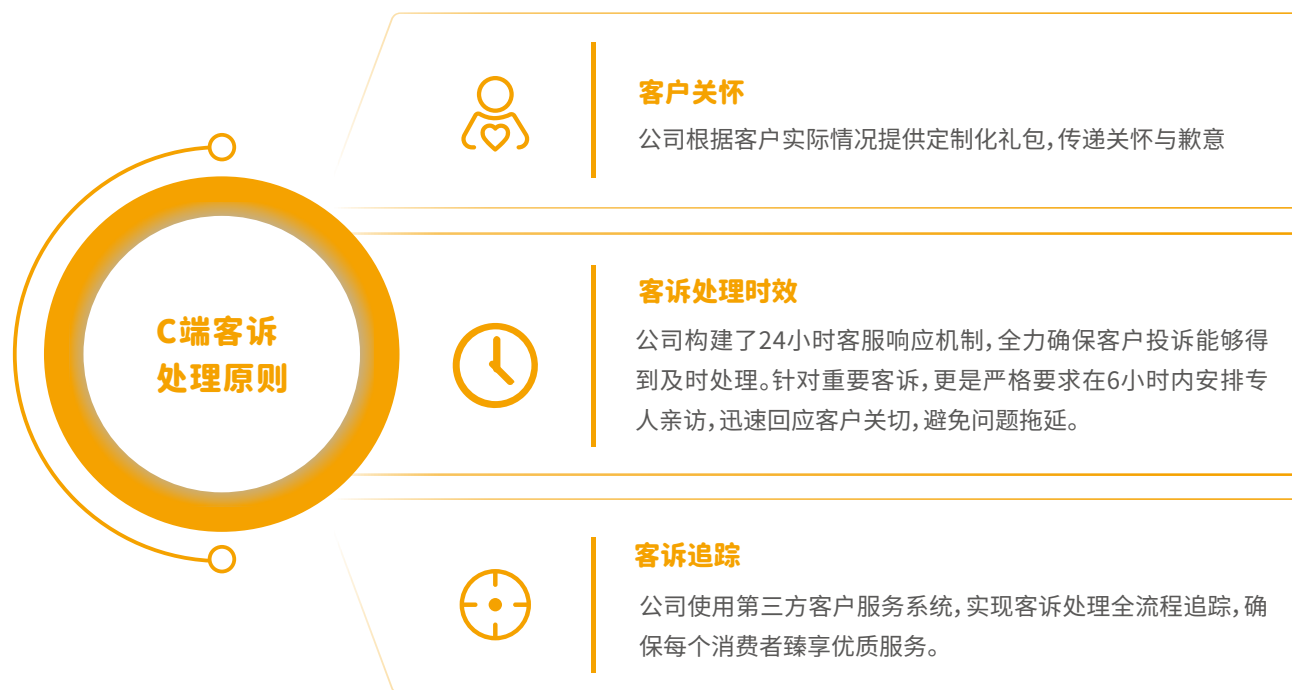 C端客诉
处理原则
客户关怀
公司根据客户实际情况提供定制化礼包，传递关怀与歉意
客诉处理时效
公司构建了24小时客服响应机制，全力确保客户投诉能够得
到及时处理。针对重要客诉，更是严格要求在6小时内安排专
人亲访，迅速回应客户关切，避免问题拖延。
客诉追踪
公司使用第三方客户服务系统，实现客诉处理全流程追踪，确
保每个消费者臻享优质服务。